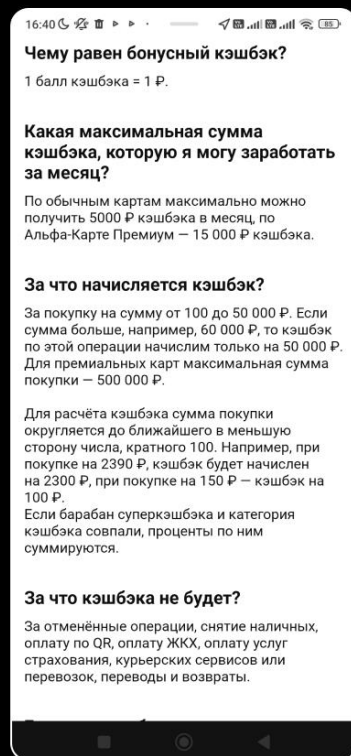 16:40
85
Чему равен бонусный кэшбэк?
1 балл кэшбэка = 1 ₽.
Какая максимальная сумма
кэшбэка, которую я могу заработать
за месяц?
По обычным картам максимально можно
получить 5000 ₽ кэшбэка в месяц, по
Альфа-Карте Премиум — 15 000 ₽ кэшбэка.
За что начисляется кэшбэк?
За покупку на сумму от 100 до 50 000 ₽. Если
сумма больше, например, 60 000 ₽, то кэшбэк
по этой операции начислим только на 50 000 ₽.
Для премиальных карт максимальная сумма
покупки — 500 000 ₽.
Для расчёта кэшбэка сумма покупки
округляется до ближайшего в меньшую
сторону числа, кратного 100. Например, при
покупке на 2390 ₽, кэшбэк будет начислен
на 2300 ₽, при покупке на 150 ₽ — кэшбэк на
100 ₽.
Если барабан суперкэшбэка и категория
кэшбэка совпали, проценты по ним
суммируются.
За что кэшбэка не будет?
За отменённые операции, снятие наличных,
оплату по QR, оплату ЖКХ, оплату услуг
страхования, курьерских сервисов или
перевозок, переводы и возвраты.